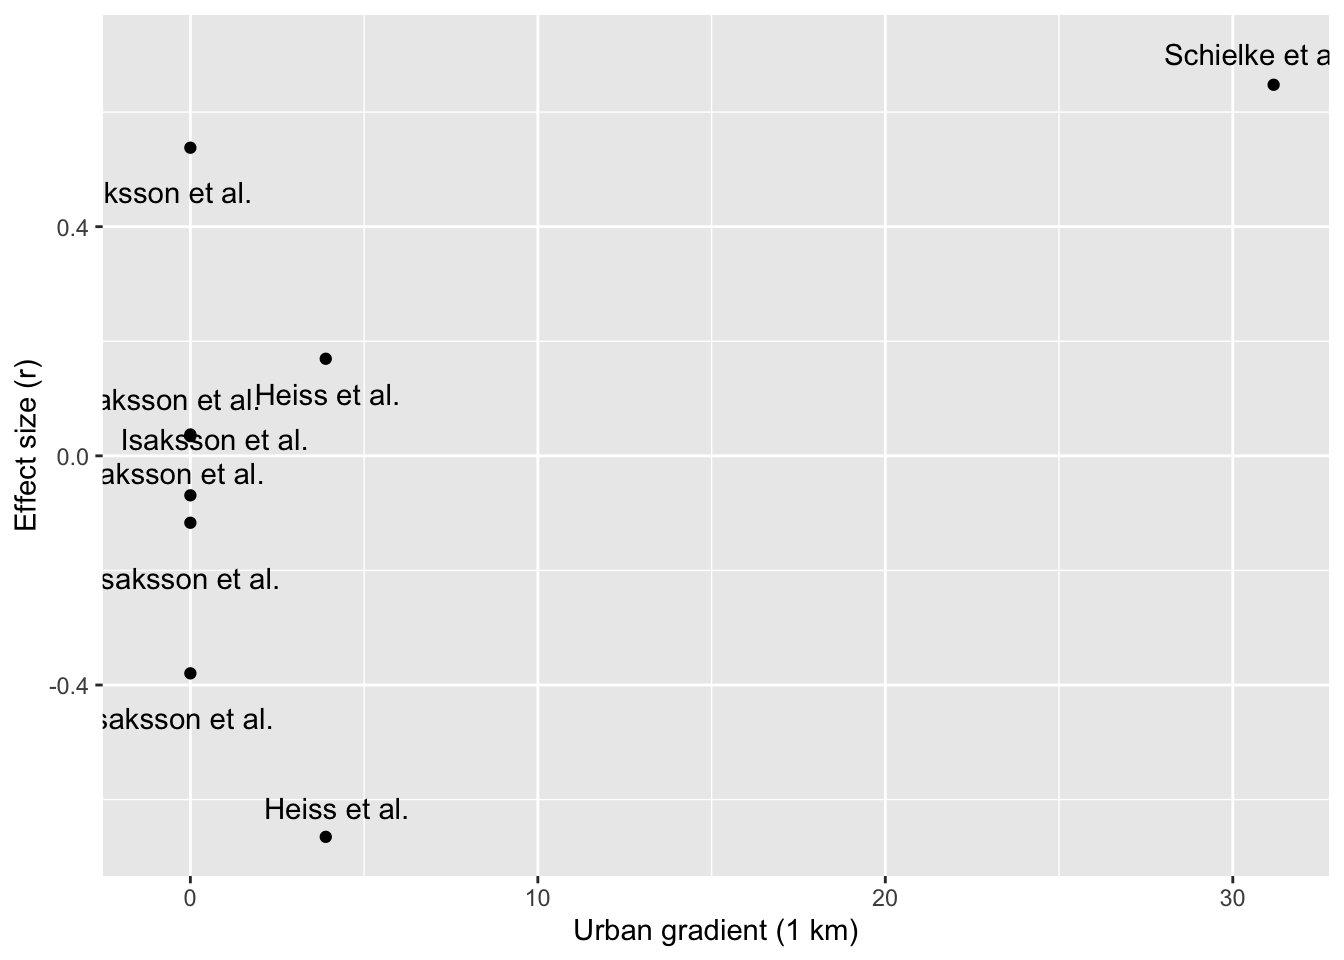 Schielke et a
ksson et al.
0.4
Heiss et al.
aksson et al.
Isaksson et al.
0.0
aksson et al.
saksson et al.
-0.4
saksson et al.
Heiss et al.
0
10
20
30
Urban gradient (1 km)
Effect size (r)